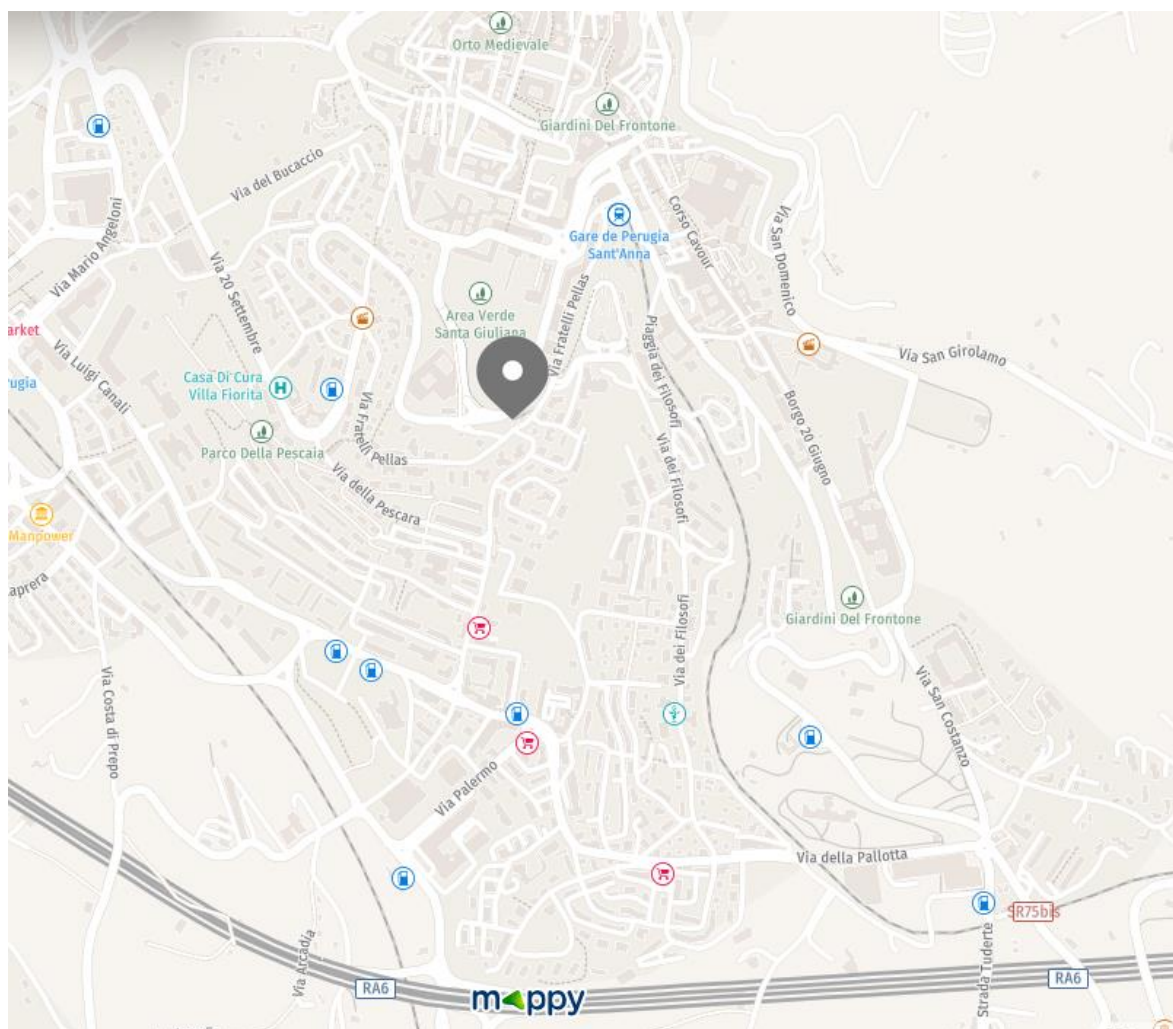 Orto Medievale
Giardini Del Frontone
Via del Bucaccio
Via Mario Angeloni
Via 20 Settembre
Gare de Perugia
Sant'Anna
Corso Cavour
Via San Domenico
Area Verde
Santa Giuliana
Via Fratelli Pellas
Piaggia dei Filosofi
Via San Girolamo
arket
Via Luigi Canali
rugia
Casa Di Cura
Villa Fiorita
Via Fratelli Pellas
Parco Della Pescaia
Via della Pescara
Via dei Filosofi
Borgo 20 Giugno
Manpower
aprera
Giardini Del Frontone
Via dei Filosofi
Via Costa di Prepo
Via San Costanzo
Via Palermo
Via della Pallotta
SR75bis
Via Arcadia
Strada Tuderte
RA6
RA6
mappy